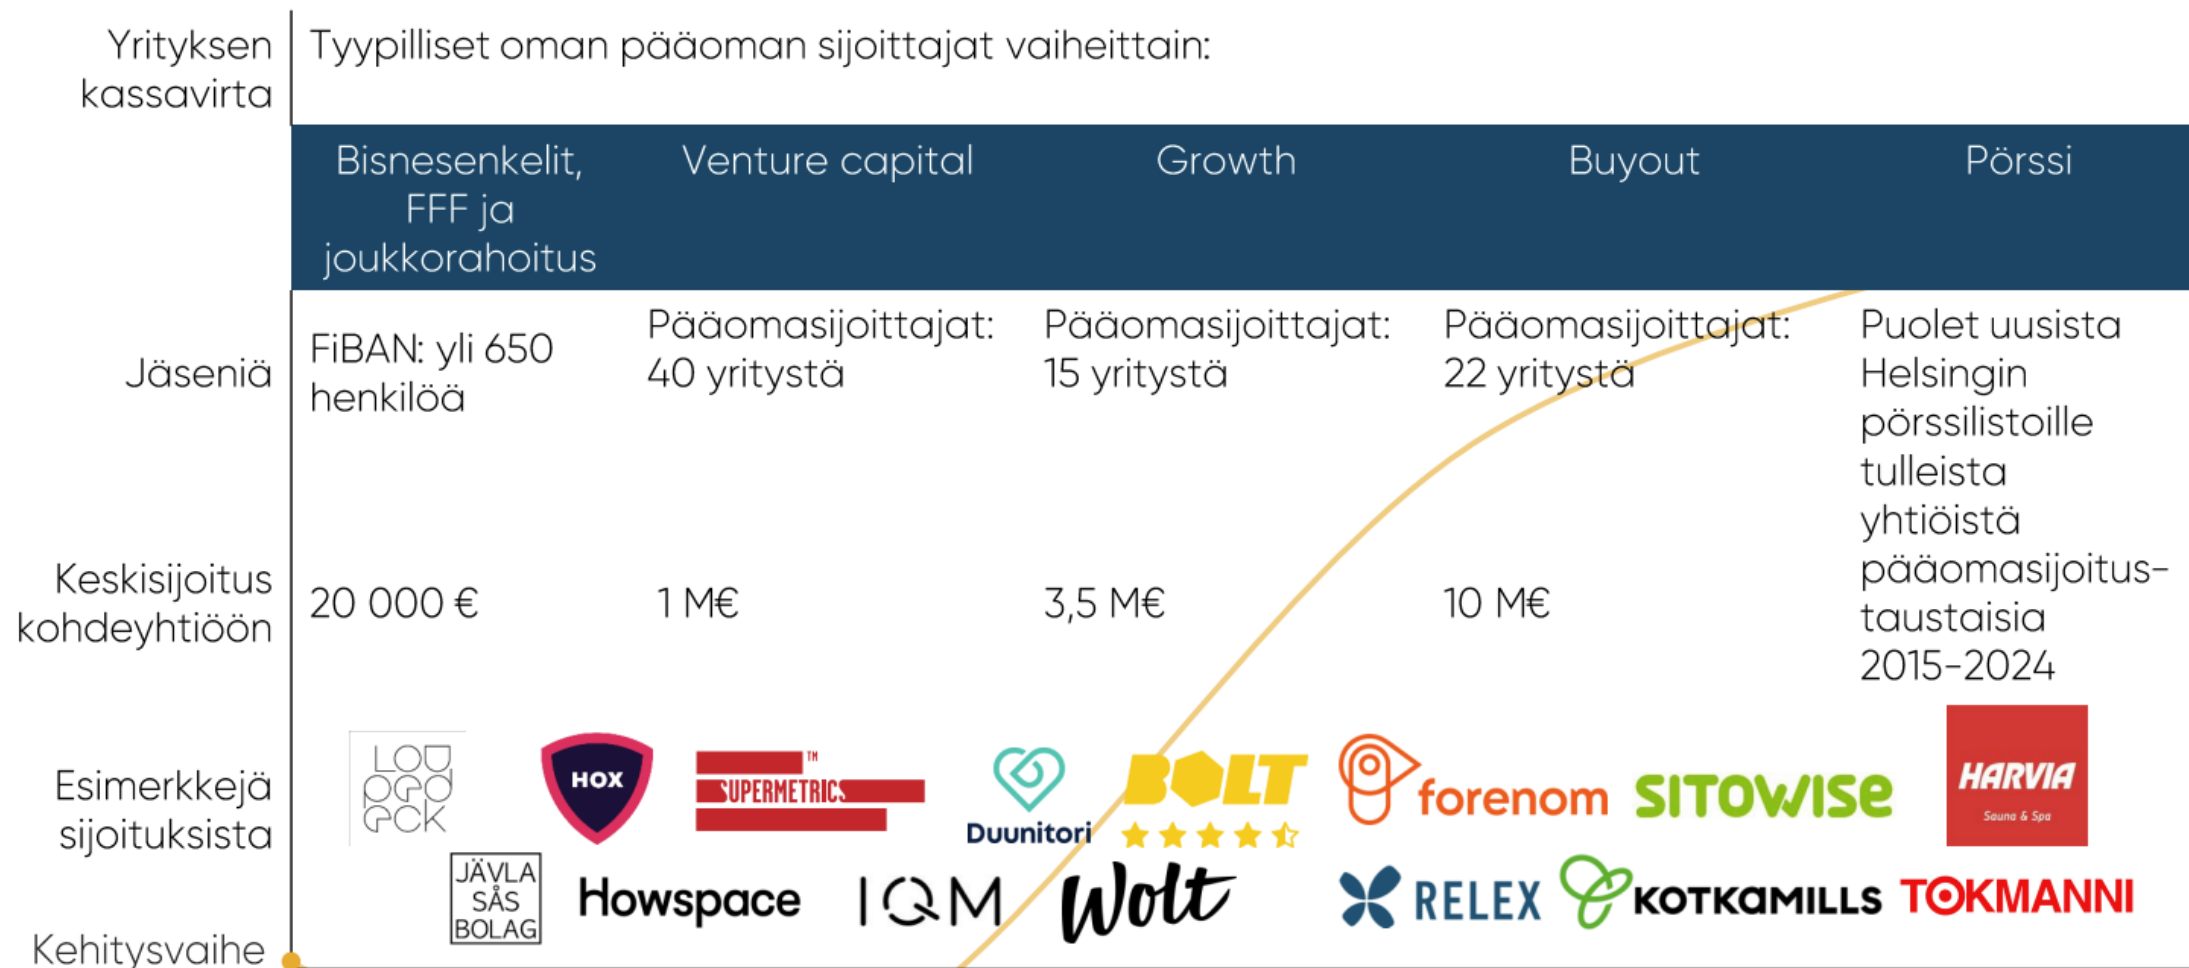 Yrityksen
kassavirta
Tyypilliset oman pääoman sijoittajat vaiheittain:
Bisnesenkelit,
FFF ja
joukkorahoitus
Venture capital
Growth
Buyout
Pörssi
Jäseniä
FiBAN: yli 650
henkilöä
Pääomasijoittajat:
40 yritystä
Pääomasijoittajat:
15 yritystä
Pääomasijoittajat:
22 yritystä
Puolet uusista
Helsingin
pörssilistoille
tulleista
yhtiöistä
pääomasijoitus-
taustaisia
2015-2024
Keskisijoitus
kohdeyhtiöön
20 000 €
1 M€
3,5 M€
10 M€
Esimerkkejä
sijoituksista
LOU
PED
ECK
HOX
SUPERMETRICS
TM
Duunitori
BOLT
forenom
SITOWISE
HARVIA
Sauna & Spa
JÄVLA
SÅS
BOLAG
Howspace
IQM
Wolt
RELEX
KOTKAMILLS
TOKMANNI
Kehitysvaihe